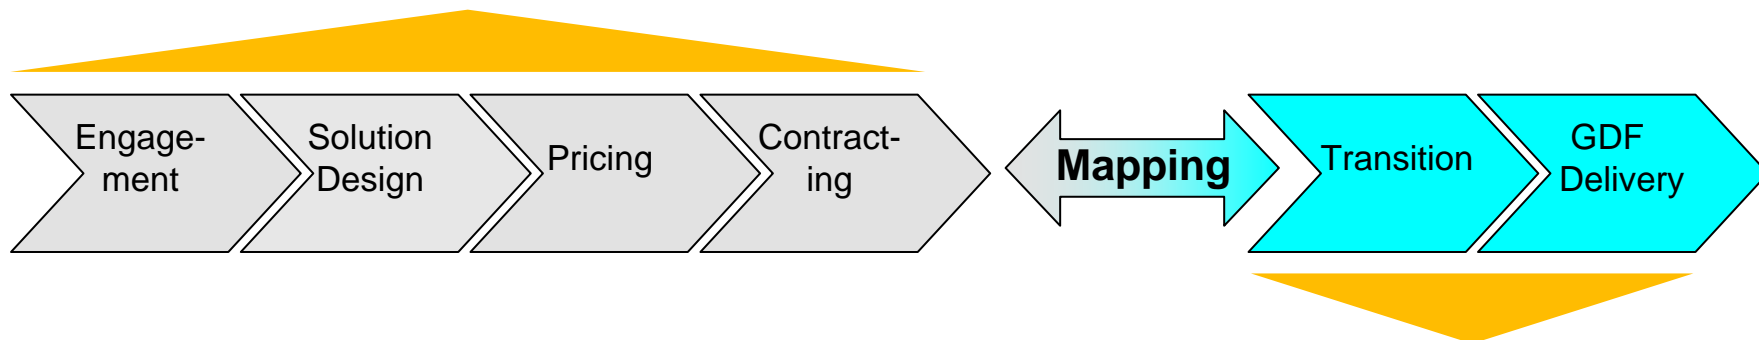 Engage-
ment
Solution
Design
Pricing
Contract-
ing
Mapping
Transition
GDF
Delivery